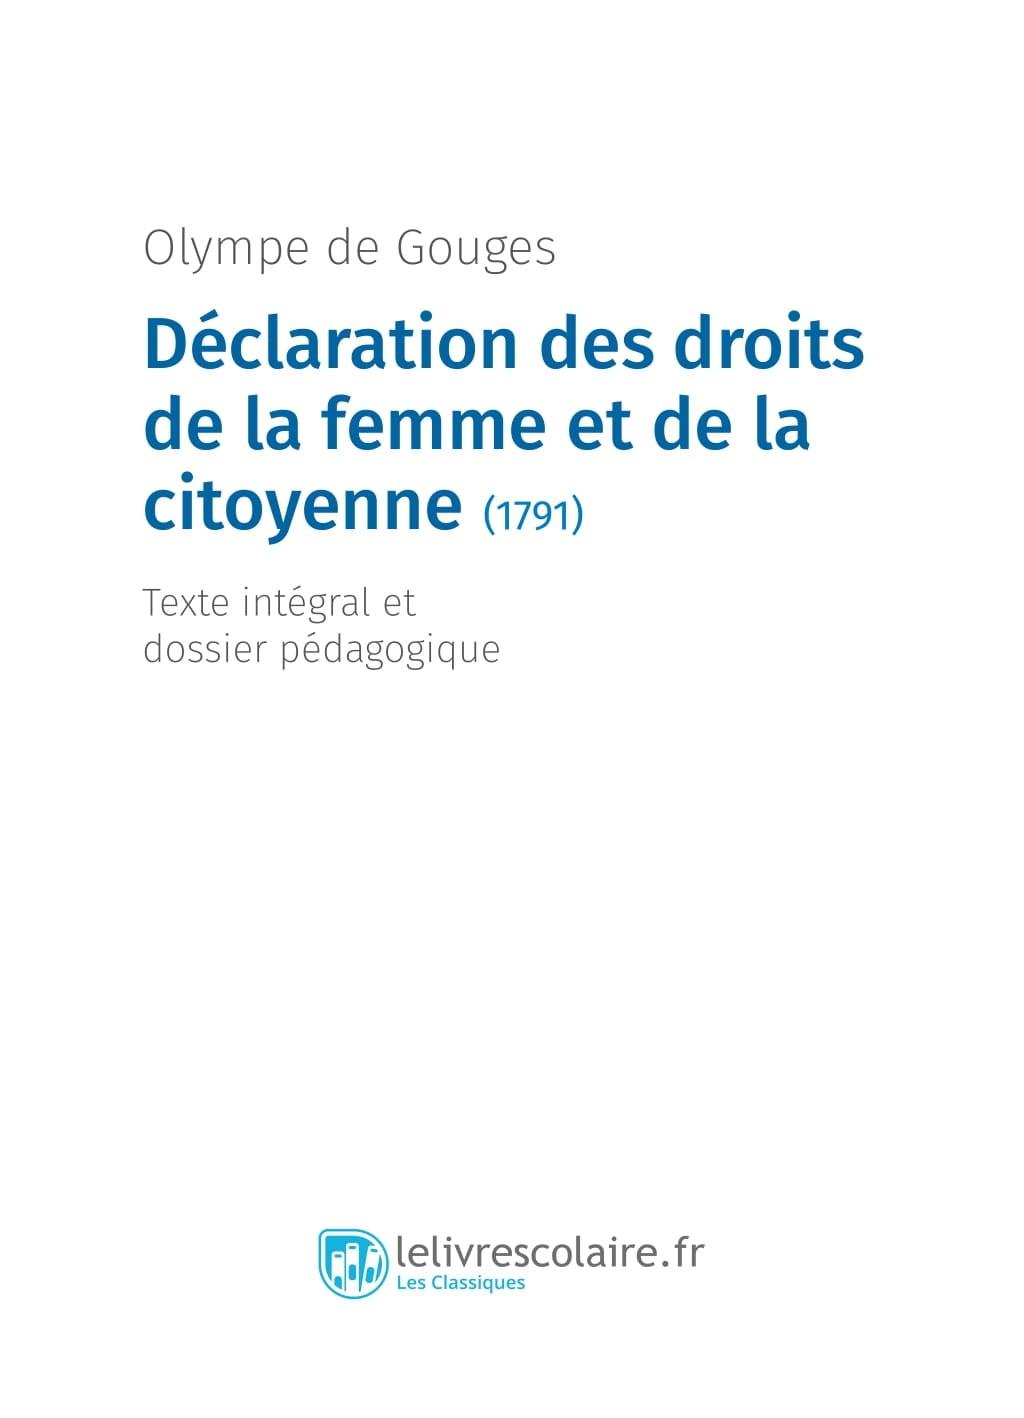 Olympe de Gouges
Déclaration des droits
de la femme et de la
citoyenne (1791)
Texte intégral et
dossier pédagogique
lelivrescolaire.fr
Les Classiques